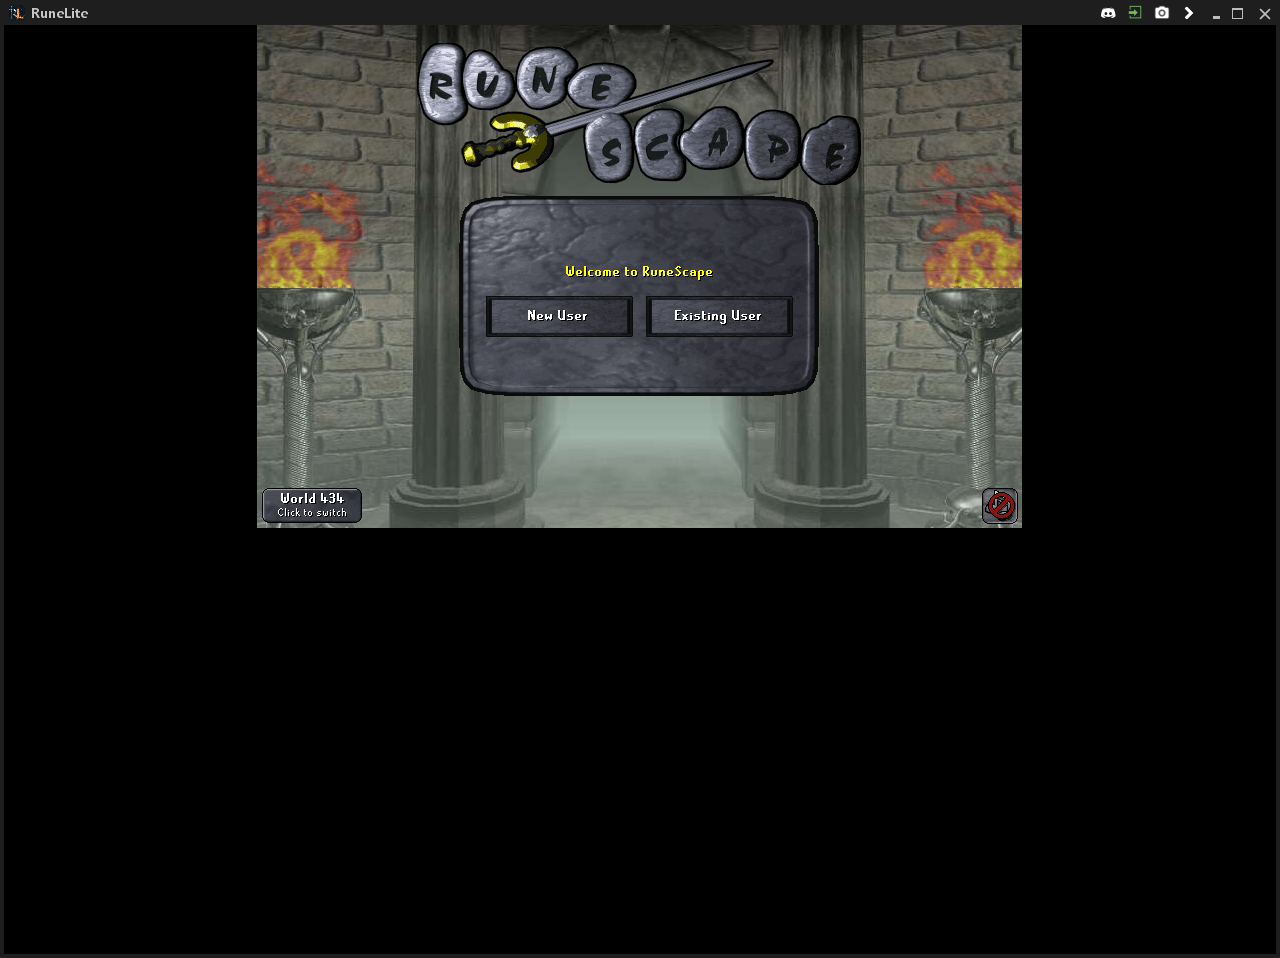 RuneLite
RUNE
SCAPE
Welcome to RuneScape
New User
Existing User
World 434
Click to switch